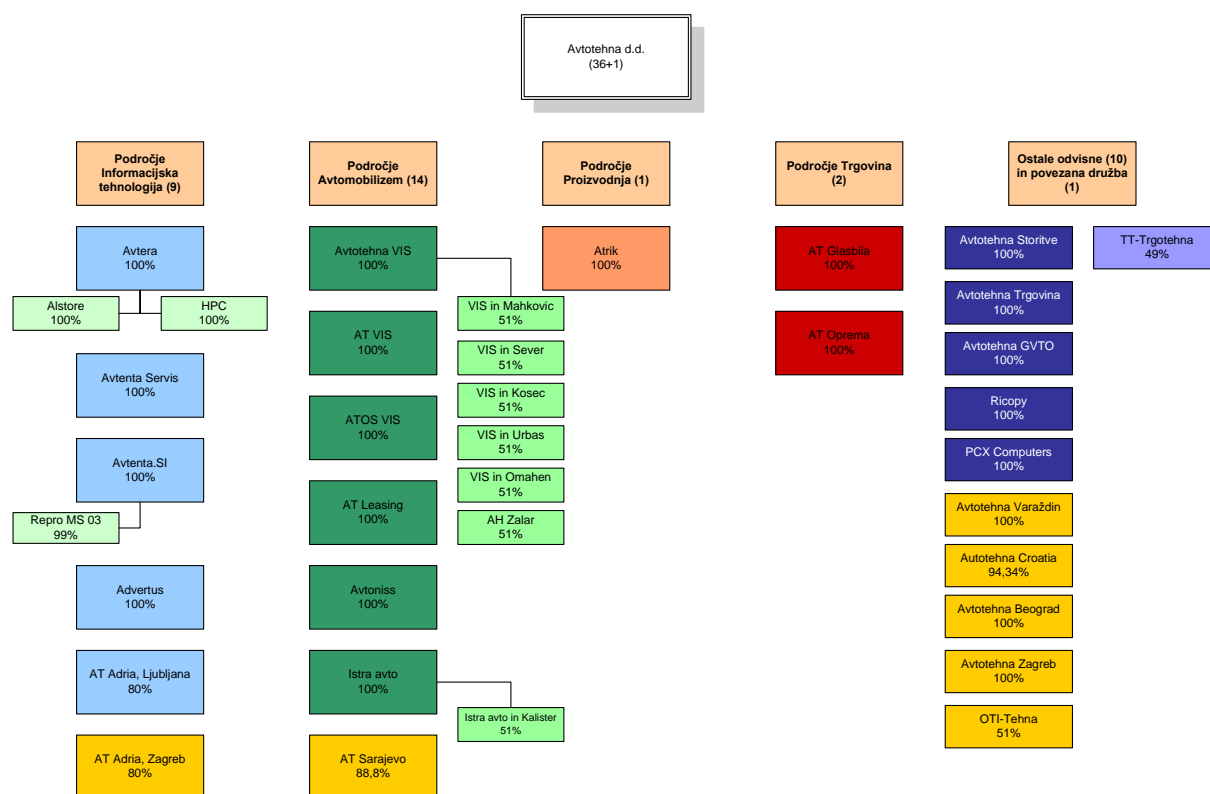 Avtotehna d.d.
(36+1)
Področje
Informacijska
tehnologija (9)
Avtera
100%
Alstore
100%
HPC
100%
Avtenta Servis
100%
Avtenta.SI
100%
Repro MS 03
99%
Advertus
100%
AT Adria, Ljubljana
80%
AT Adria, Zagreb
80%
Področje
Avtomobilizem (14)
Avtotehna VIS
100%
AT VIS
100%
ATOS VIS
100%
AT Leasing
100%
Avtoniss
100%
Istra avto
100%
AT Sarajevo
88,8%
VIS in Mahkovic
51%
VIS in Sever
51%
VIS in Kosec
51%
VIS in Urbas
51%
VIS in Omahen
51%
AH Zalar
51%
Istra avto in Kalister
51%
Področje
Proizvodnja (1)
Atrik
100%
Področje Trgovina
(2)
AT Glasbila
100%
AT Oprema
100%
Ostale odvisne (10)
in povezana družba
(1)
Avtotehna Storitve
100%
TT-Trgotehna
49%
Avtotehna Trgovina
100%
Avtotehna GVTO
100%
Ricopy
100%
PCX Computers
100%
Avtotehna Varaždin
100%
Autotehna Croatia
94,34%
Avtotehna Beograd
100%
Avtotehna Zagreb
100%
OTI-Tehna
51%